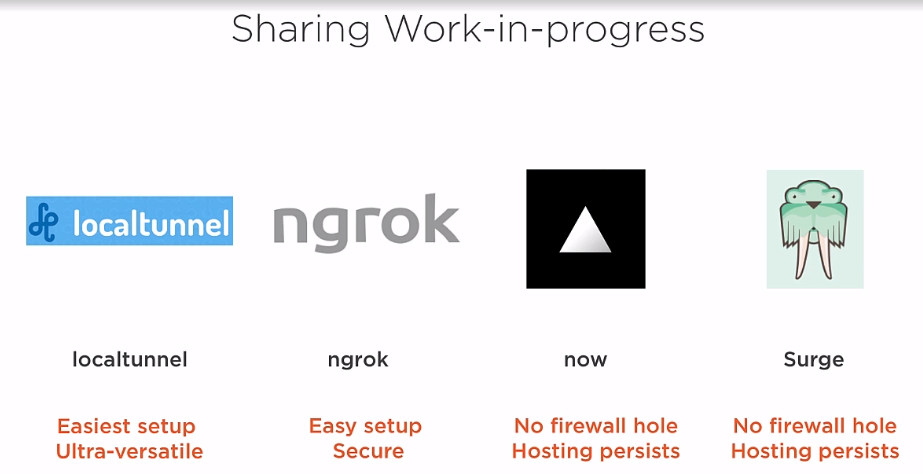 Sharing Work-in-progress
localtunnel
ngrok
localtunnel
ngrok
now
Surge
Easiest setup
Ultra-versatile
Easy setup
Secure
No firewall hole
Hosting persists
No firewall hole
Hosting persists